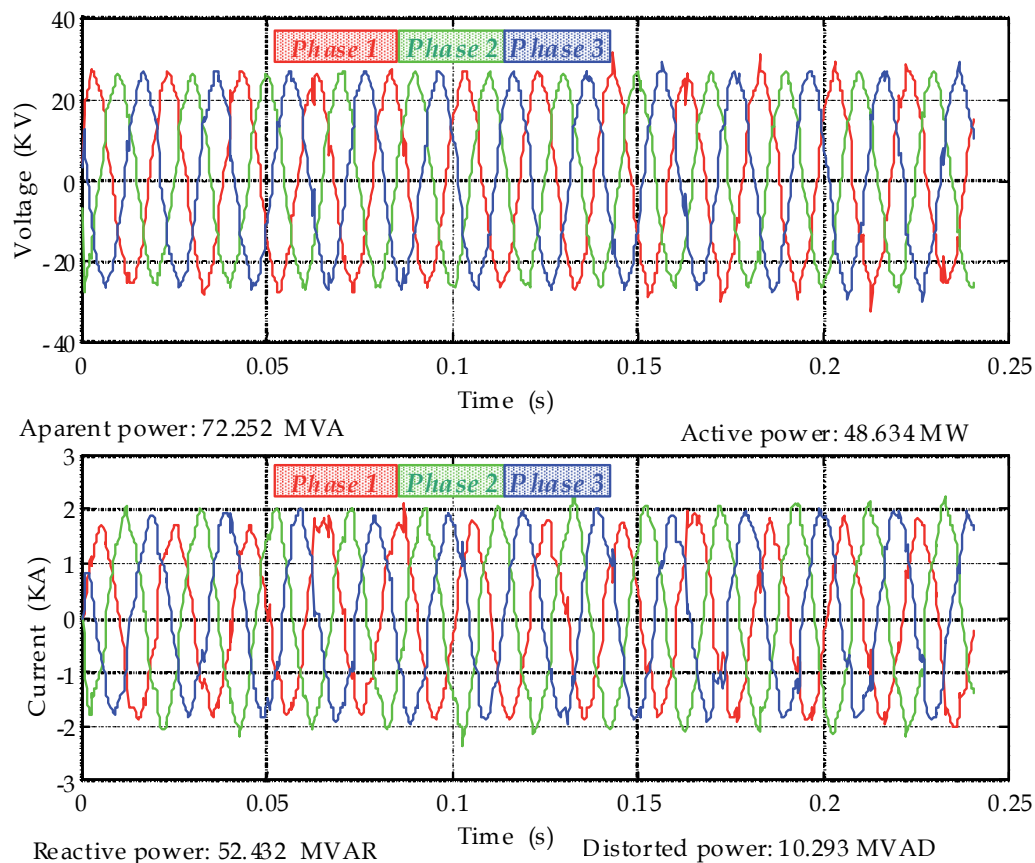 40
20
0
-20
-40
Voltage (KV)
Phase 1 Phase 2 Phase 3
0 0.05 0.1 0.15 0.2 0.25
Time (s)
Aparent power: 72.252 MVA
Active power: 48.634 MW
3
2
1
0
-1
-2
-3
Current (KA)
Phase 1 Phase 2 Phase 3
0 0.05 0.1 0.15 0.2 0.25
Time (s)
Reactive power: 52.432 MVAR
Distorted power: 10.293 MVAD